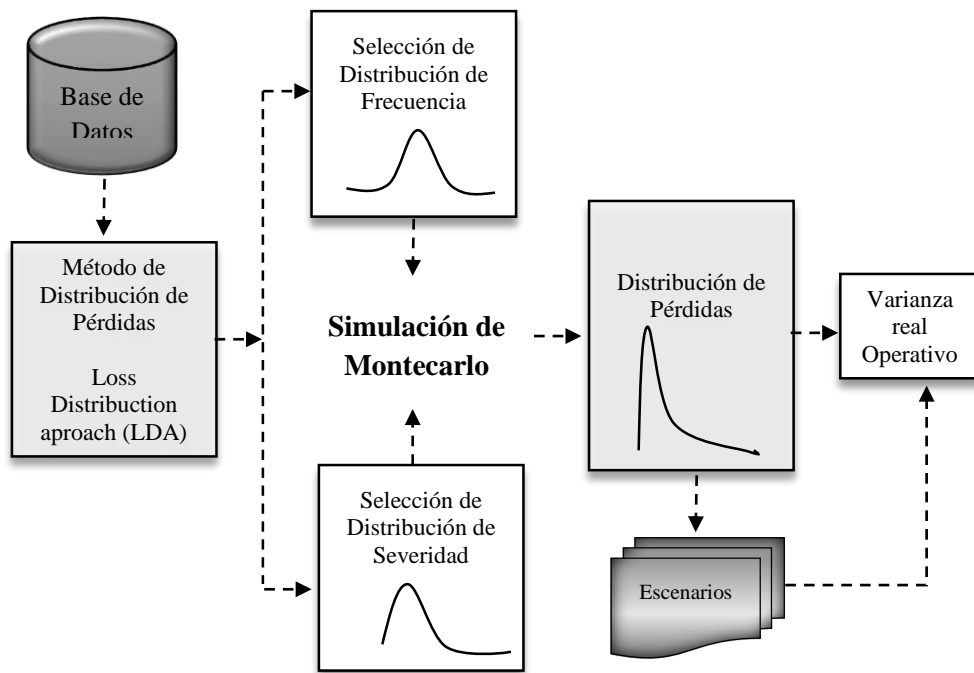 Base de
Datos
Método de
Distribución de
Pérdidas
Loss
Distribuction
aproach (LDA)
Selección de
Distribución de
Frecuencia
Simulación de
Montecarlo
Selección de
Distribución de
Severidad
Distribución de
Pérdidas
Escenarios
Varianza
real
Operativo